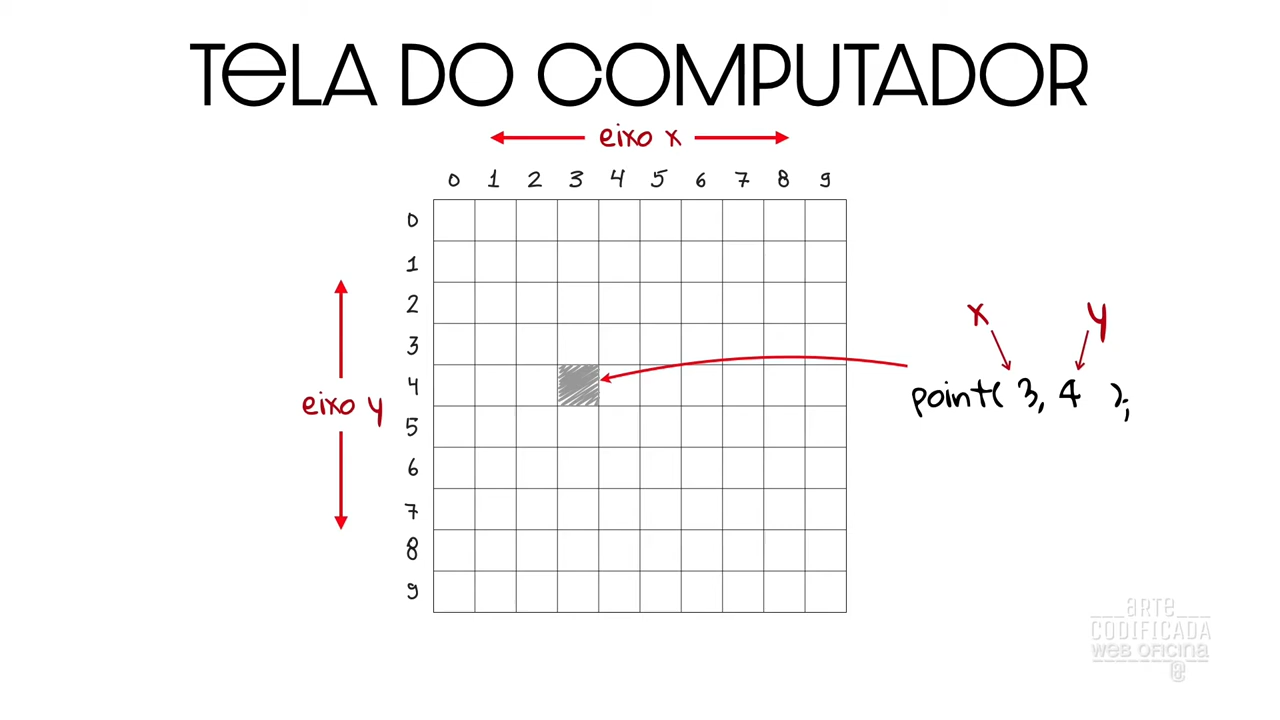 TELA DO COMPUTADOR
eixo x
0 1 2 3 4 5 6 7 8 9
0
1
2
3
4
5
6
7
8
9
eixo y
x y
point( 3, 4 );
ARTE
CODIFICADA
WEB OFICINA
@